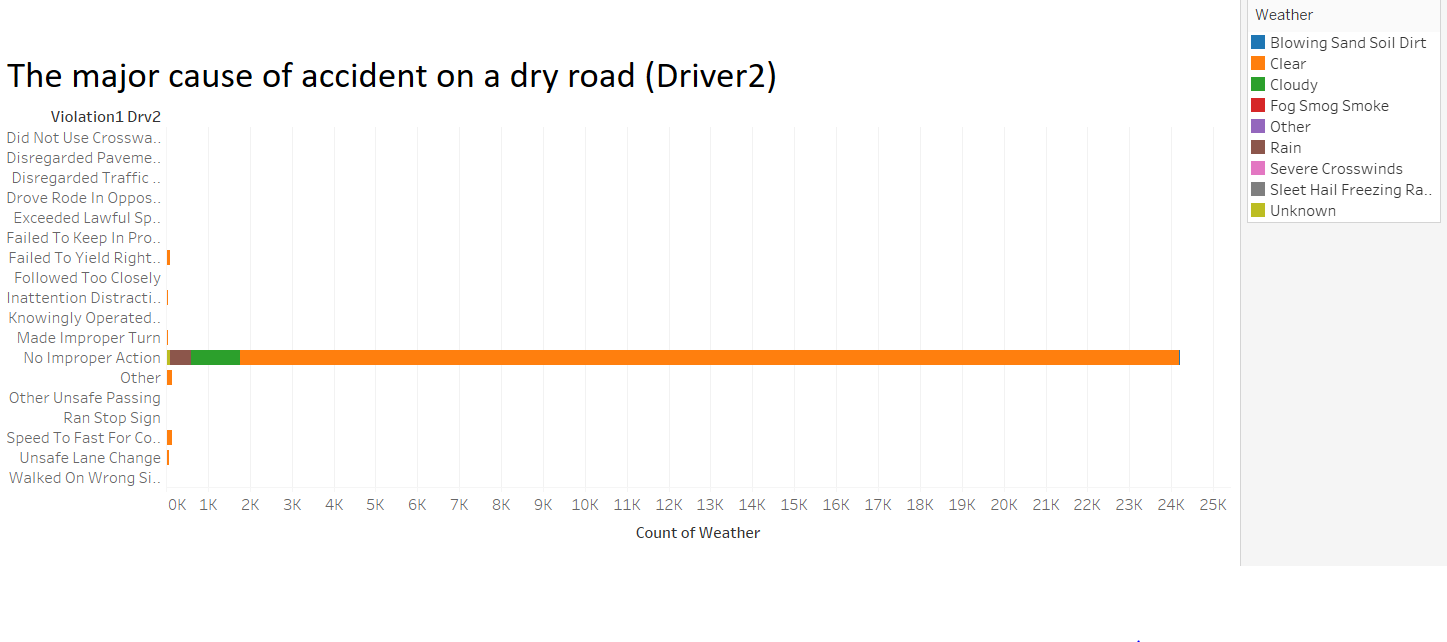 Weather
Blowing Sand Soil Dirt
Clear
Cloudy
Fog Smog Smoke
Other
Rain
Severe Crosswinds
Sleet Hail Freezing Ra..
Unknown
The major cause of accident on a dry road (Driver2)
Violation1 Drv2
Did Not Use Crosswa..
Disregarded Paveme..
Disregarded Traffic ..
Drove Rode In Oppos..
Exceeded Lawful Sp..
Failed To Keep In Pro..
Failed To Yield Right..
Followed Too Closely
Inattention Distracti..
Knowingly Operated..
Made Improper Turn
No Improper Action
Other
Other Unsafe Passing
Ran Stop Sign
Speed To Fast For Co..
Unsafe Lane Change
Walked On Wrong Si..
0K 1K 2K 3K 4K 5K 6K 7K 8K 9K 10K 11K 12K 13K 14K 15K 16K 17K 18K 19K 20K 21K 22K 23K 24K 25K
Count of Weather